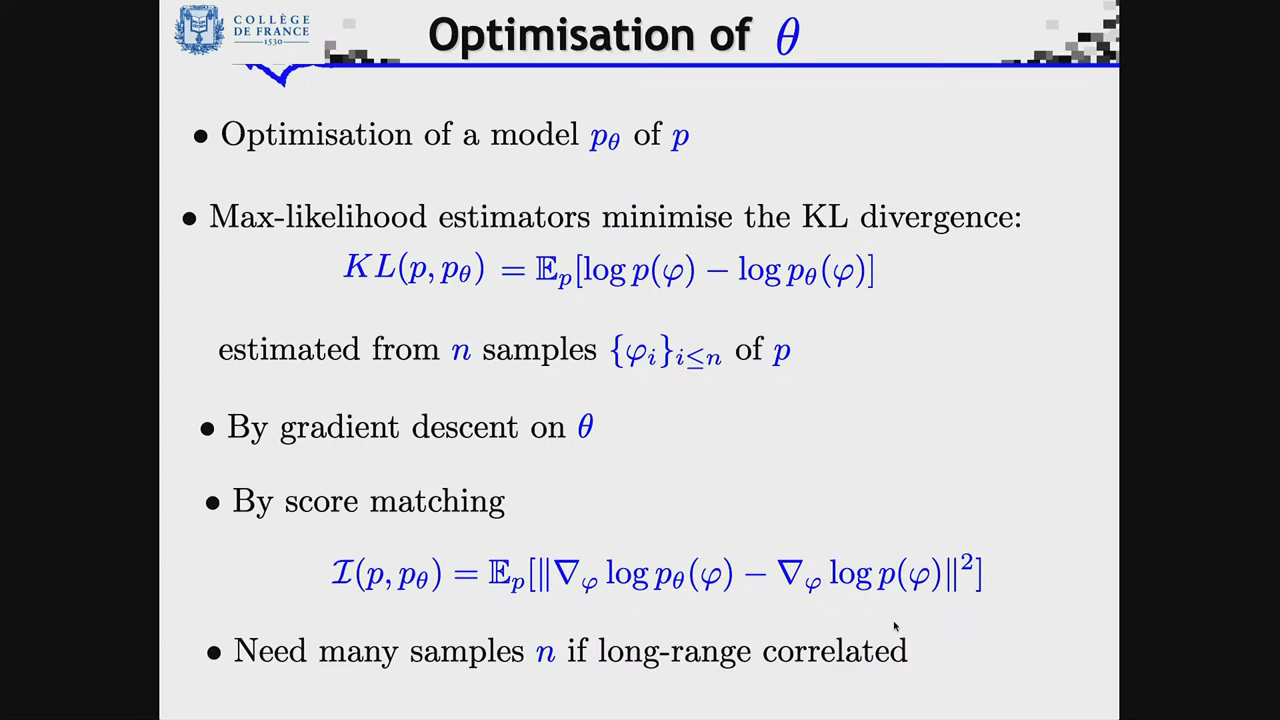 COLLÈGE
DE FRANCE
1530
Optimisation of θ
• Optimisation of a model p_θ of p
• Max-likelihood estimators minimise the KL divergence:
KL(p, p_θ) = 𝔼_p[log p(φ) − log p_θ(φ)]
estimated from n samples {φ_i}_{i≤n} of p
• By gradient descent on θ
• By score matching
ℐ(p, p_θ) = 𝔼_p[‖∇_φ log p_θ(φ) − ∇_φ log p(φ)‖²]
• Need many samples n if long-range correlated